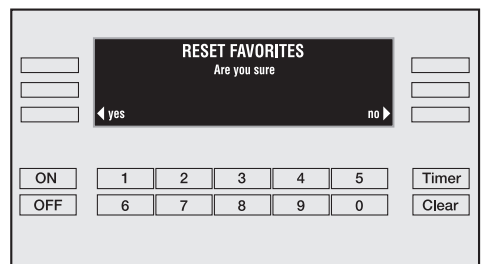 RESET FAVORITES
Are you sure
yes no
ON 1 2 3 4 5 Timer
OFF 6 7 8 9 0 Clear